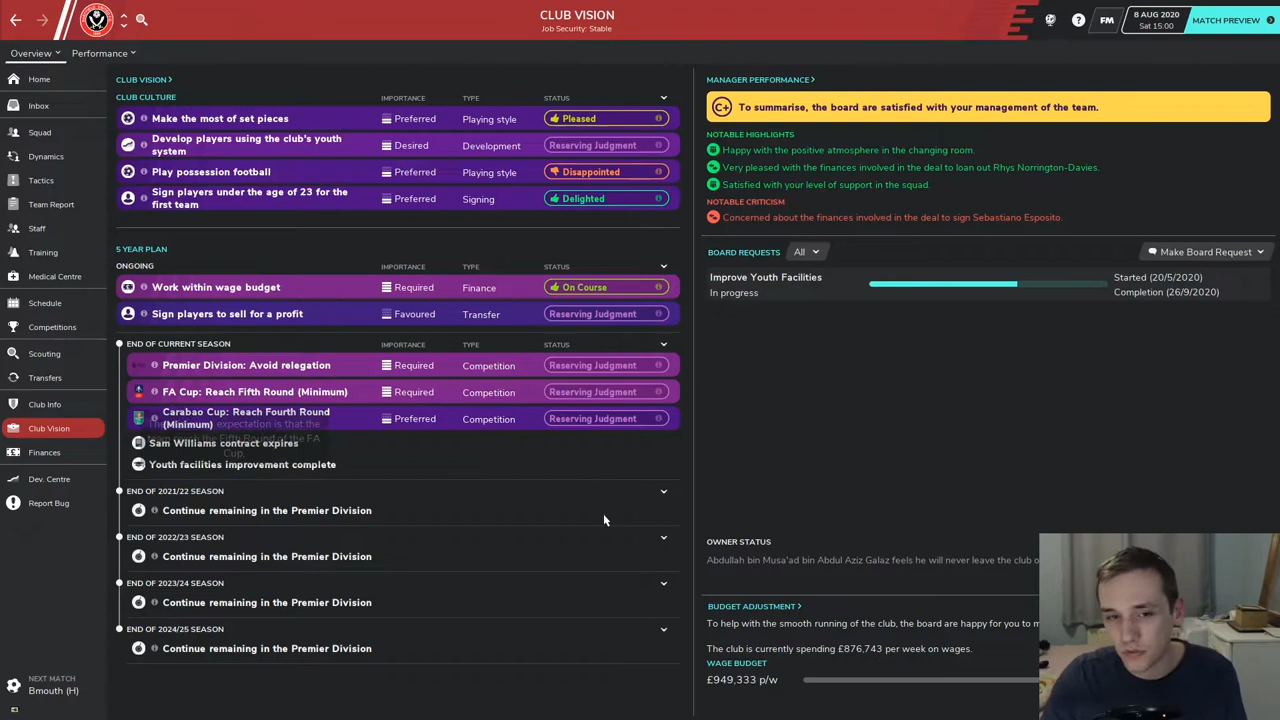 CLUB VISION
Job Security: Stable
FM
8 AUG 2020
Sat 15:00
MATCH PREVIEW
Overview
Performance
Home
Inbox
Squad
Dynamics
Tactics
Team Report
Staff
Training
Medical Centre
Schedule
Competitions
Scouting
Transfers
Club Info
Club Vision
Finances
Dev. Centre
Report Bug
NEXT MATCH
Bmouth (H)
CLUB VISION
CLUB CULTURE IMPORTANCE TYPE STATUS
Make the most of set pieces Preferred Playing style Pleased
Develop players using the club's youth system Desired Development Reserving Judgment
Play possession football Preferred Playing style Disappointed
Sign players under the age of 23 for the first team Preferred Signing Delighted
5 YEAR PLAN
ONGOING IMPORTANCE TYPE STATUS
Work within wage budget Required Finance On Course
Sign players to sell for a profit Favoured Transfer Reserving Judgment
END OF CURRENT SEASON IMPORTANCE TYPE STATUS
Premier Division: Avoid relegation Required Competition Reserving Judgment
FA Cup: Reach Fifth Round (Minimum) Required Competition Reserving Judgment
Carabao Cup: Reach Fourth Round (Minimum) Preferred Competition Reserving Judgment
Sam Williams contract expires
Youth facilities improvement complete
END OF 2021/22 SEASON
Continue remaining in the Premier Division
END OF 2022/23 SEASON
Continue remaining in the Premier Division
END OF 2023/24 SEASON
Continue remaining in the Premier Division
END OF 2024/25 SEASON
Continue remaining in the Premier Division
MANAGER PERFORMANCE
C+ To summarise, the board are satisfied with your management of the team.
NOTABLE HIGHLIGHTS
Happy with the positive atmosphere in the changing room.
Very pleased with the finances involved in the deal to loan out Rhys Norrington-Davies.
Satisfied with your level of support in the squad.
NOTABLE CRITICISM
Concerned about the finances involved in the deal to sign Sebastiano Esposito.
BOARD REQUESTS All Make Board Request
Improve Youth Facilities Started (20/5/2020)
In progress Completion (26/9/2020)
OWNER STATUS
Abdullah bin Musa'ad bin Abdul Aziz Galaz feels he will never leave the club
BUDGET ADJUSTMENT
To help with the smooth running of the club, the board are happy for you to
The club is currently spending £876,743 per week on wages.
WAGE BUDGET
£949,333 p/w